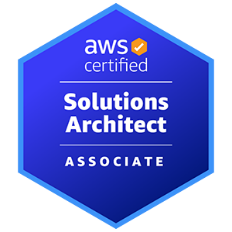 aws
certified
Solutions
Architect
ASSOCIATE